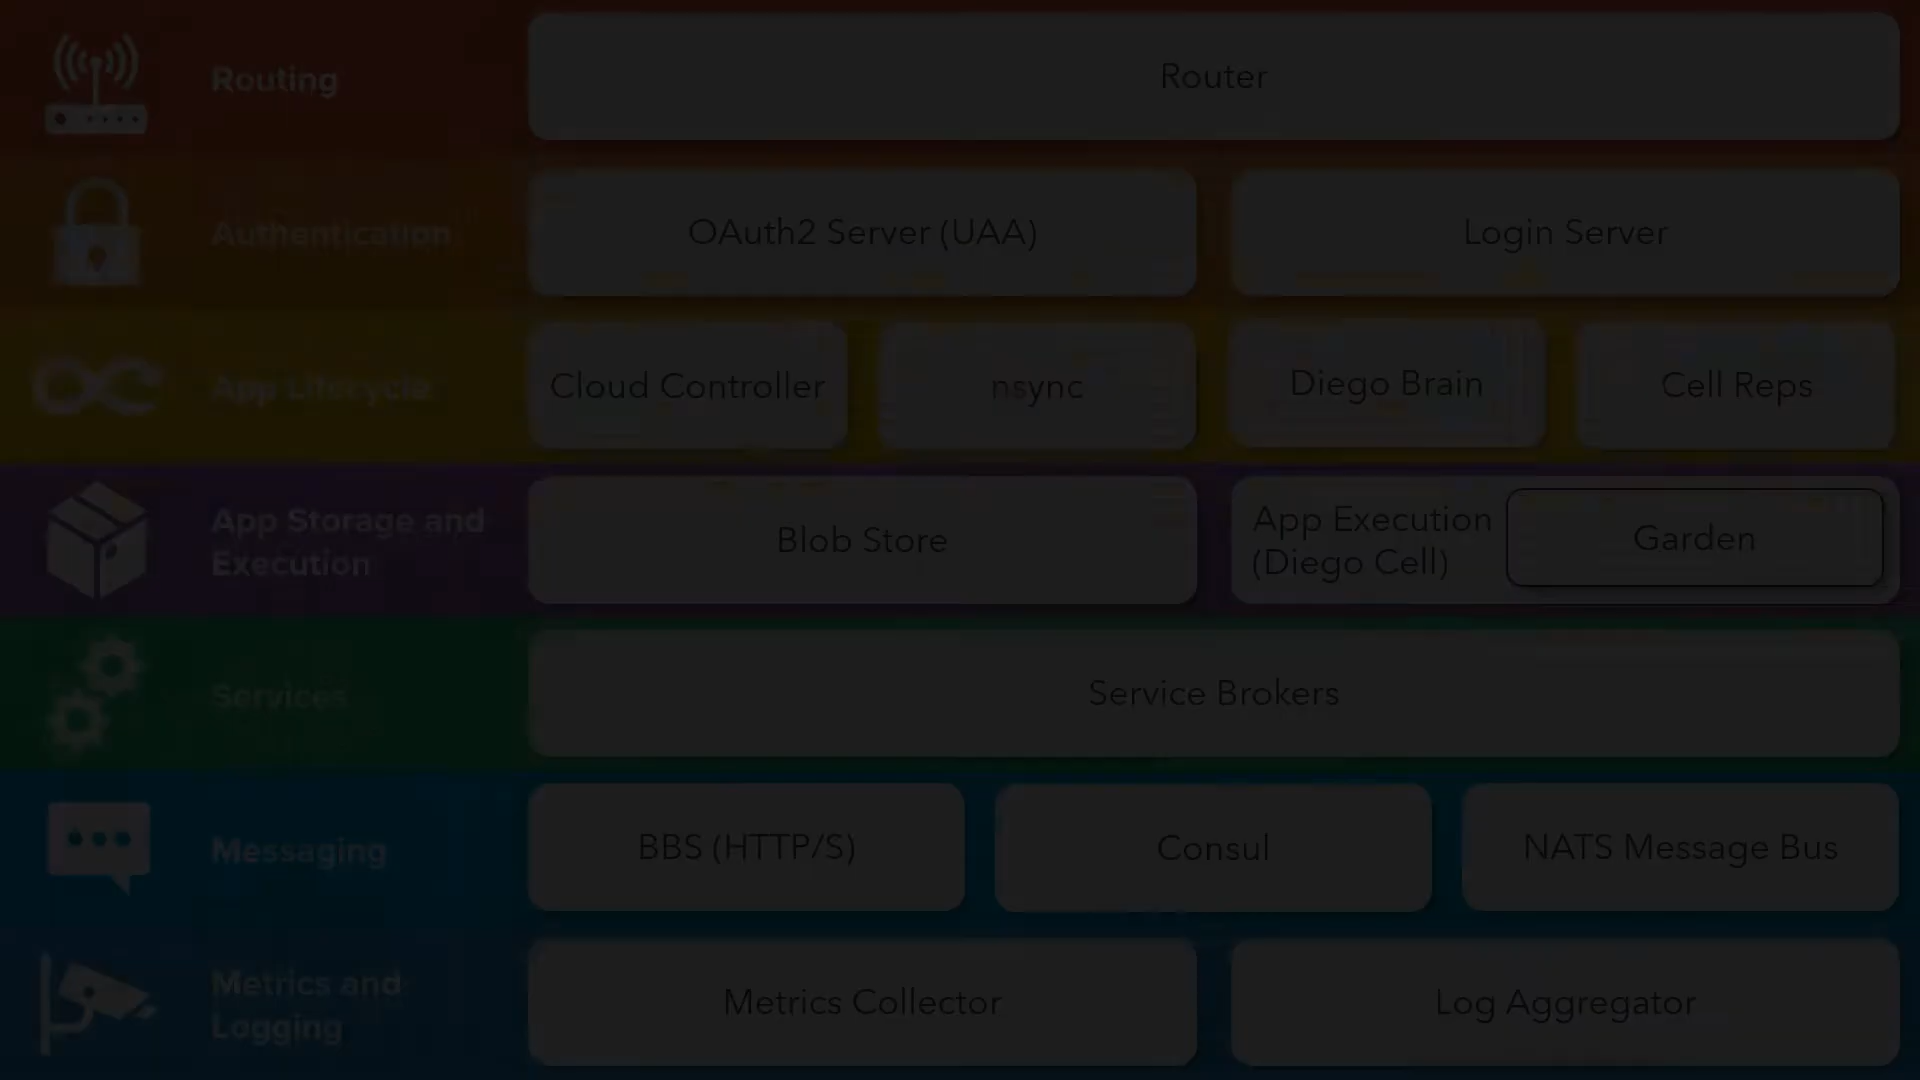 Routing
Router
Authentication
OAuth2 Server (UAA)
Login Server
App Lifecycle
Cloud Controller
nsync
Diego Brain
Cell Reps
App Storage and
Execution
Blob Store
App Execution
(Diego Cell)
Garden
Services
Service Brokers
Messaging
BBS (HTTP/S)
Consul
NATS Message Bus
Metrics and
Logging
Metrics Collector
Log Aggregator